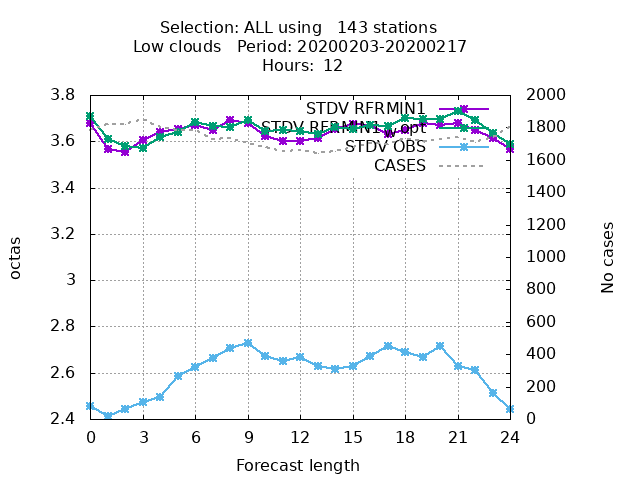 Selection: ALL using   143 stations
Low clouds   Period: 20200203-20200217
Hours:  12
STDV RFRMIN1
STDV RFRMIN1_opt
STDV OBS
CASES
3.8
3.6
3.4
3.2
3
2.8
2.6
2.4
octas
2000
1800
1600
1400
1200
1000
800
600
400
200
0
No cases
0 3 6 9 12 15 18 21 24
Forecast length